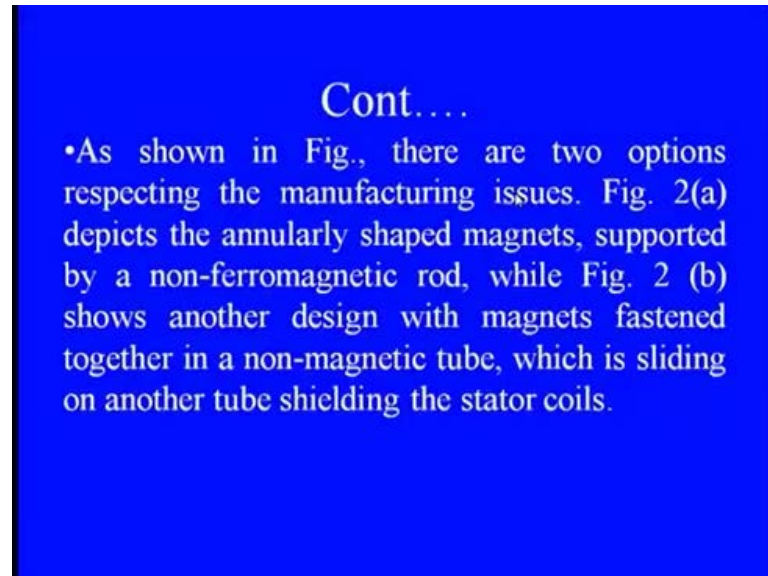 Cont....
•As shown in Fig., there are two options
respecting the manufacturing issues. Fig. 2(a)
depicts the annularly shaped magnets, supported
by a non-ferromagnetic rod, while Fig. 2 (b)
shows another design with magnets fastened
together in a non-magnetic tube, which is sliding
on another tube shielding the stator coils.